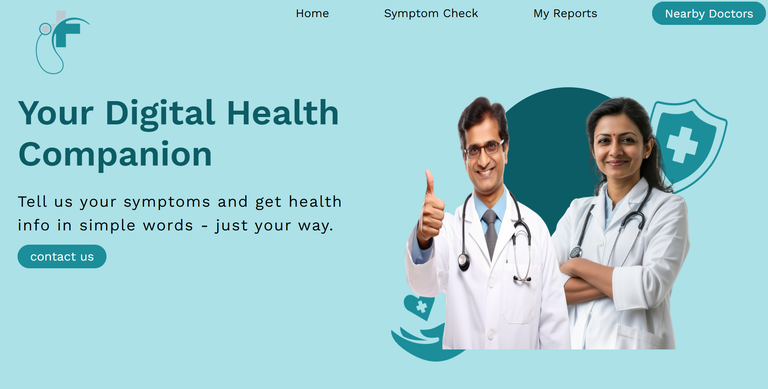 Home
Symptom Check
My Reports
Nearby Doctors
Your Digital Health
Companion
Tell us your symptoms and get health
info in simple words - just your way.
contact us